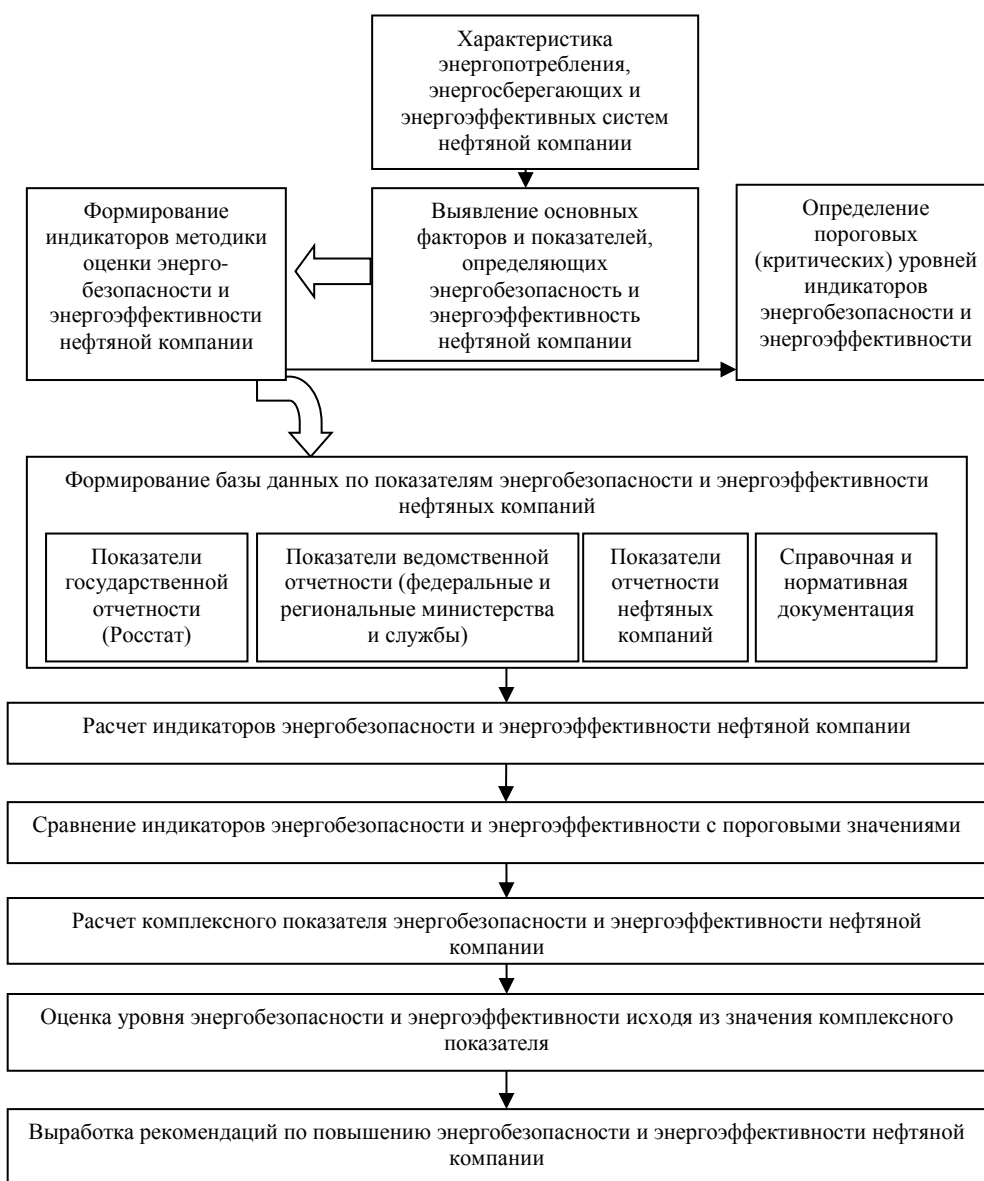 Характеристика
энергопотребления,
энергосберегающих и
энергоэффективных систем
нефтяной компании
Формирование
индикаторов методики
оценки энерго-
безопасности и
энергоэффективности
нефтяной компании
Выявление основных
факторов и показателей,
определяющих
энергобезопасность и
энергоэффективность
нефтяной компании
Определение
пороговых
(критических) уровней
индикаторов
энергобезопасности и
энергоэффективности
Формирование базы данных по показателям энергобезопасности и энергоэффективности
нефтяных компаний
Показатели
государственной
отчетности
(Росстат)
Показатели ведомственной
отчетности (федеральные и
региональные министерства
и службы)
Показатели
отчетности
нефтяных
компаний
Справочная и
нормативная
документация
Расчет индикаторов энергобезопасности и энергоэффективности нефтяной компании
Сравнение индикаторов энергобезопасности и энергоэффективности с пороговыми значениями
Расчет комплексного показателя энергобезопасности и энергоэффективности нефтяной
компании
Оценка уровня энергобезопасности и энергоэффективности исходя из значения комплексного
показателя
Выработка рекомендаций по повышению энергобезопасности и энергоэффективности нефтяной
компании